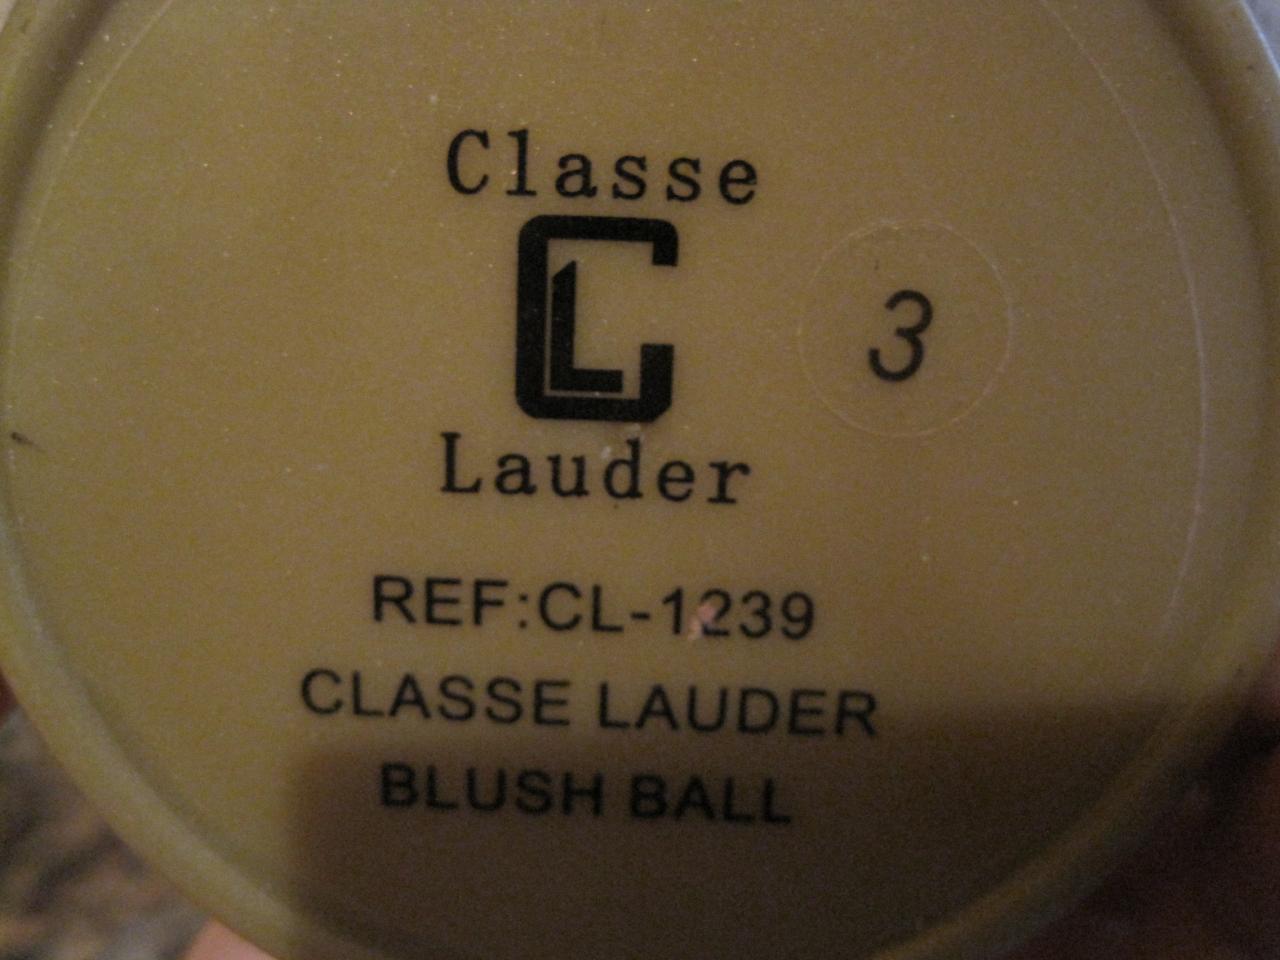 Classe
CL
3
Lauder
REF:CL-1239
CLASSE LAUDER
BLUSH BALL